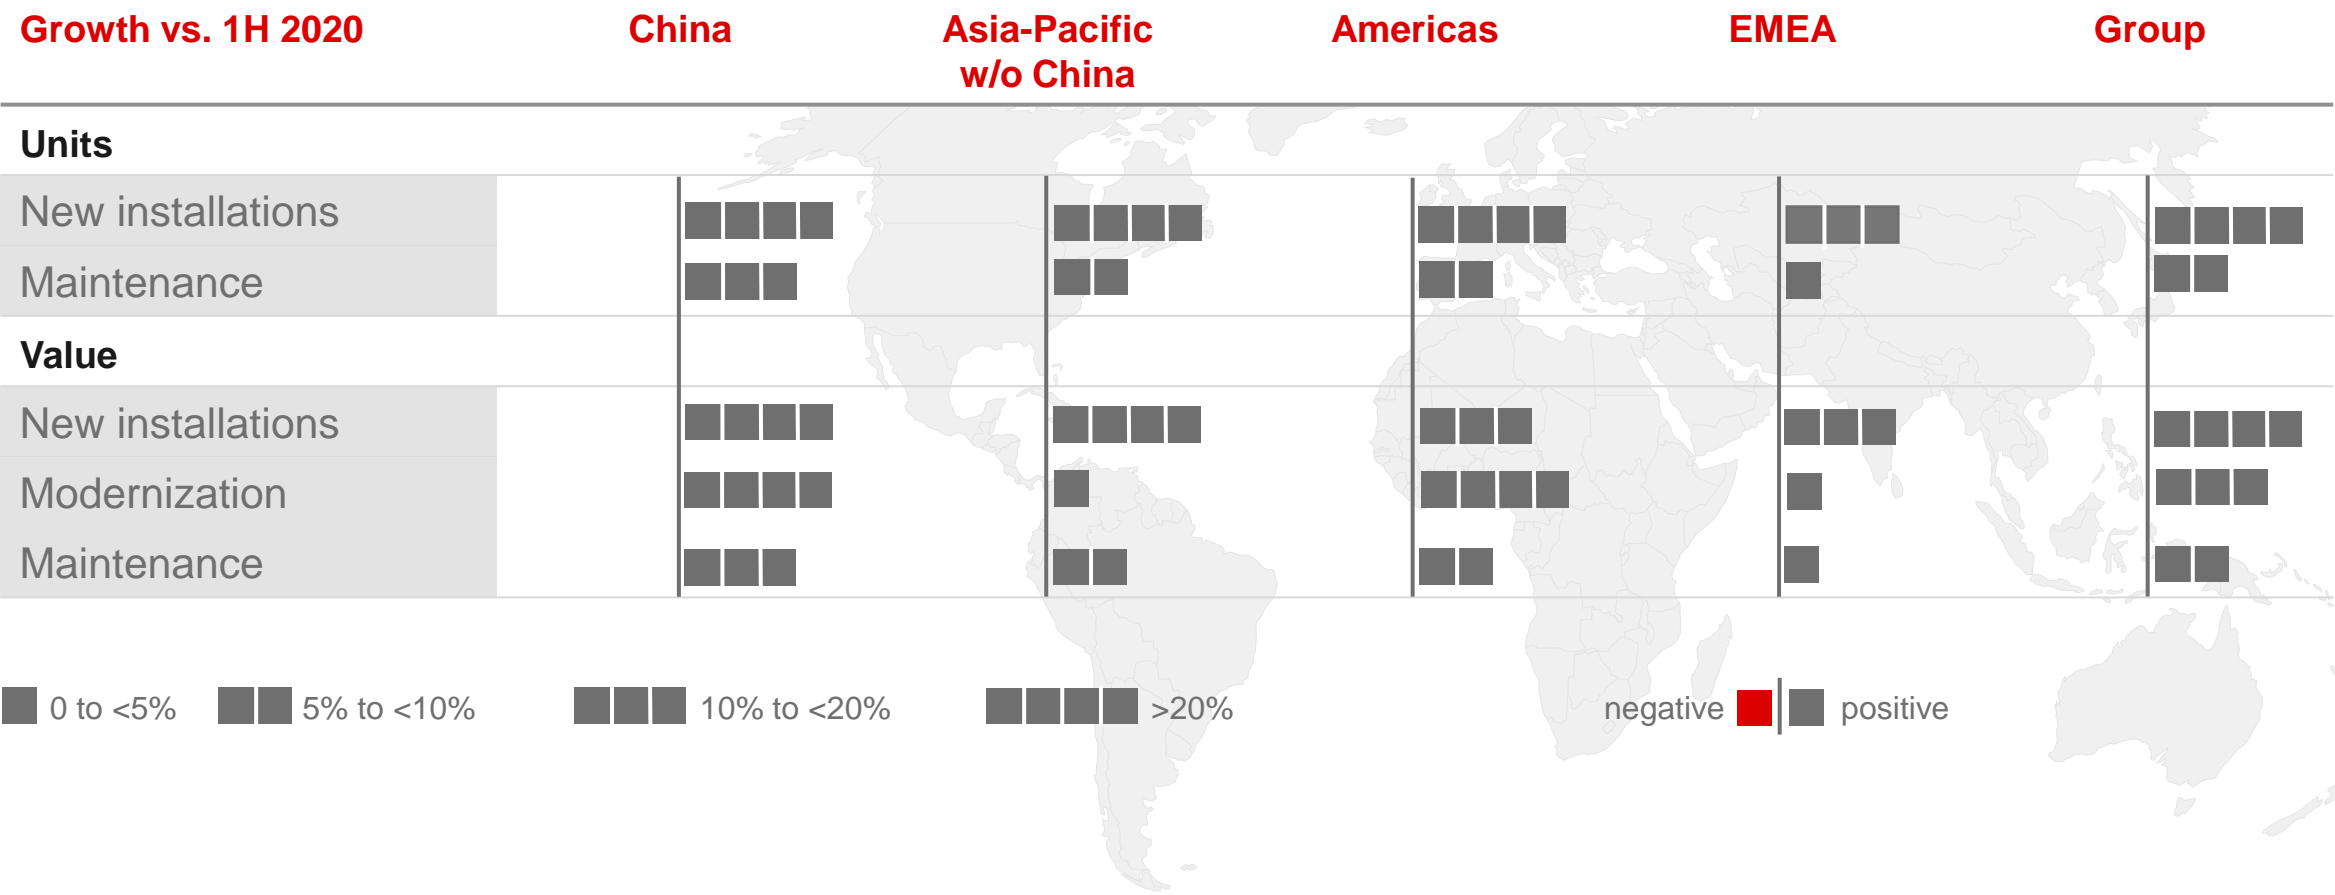 Growth vs. 1H 2020 China Asia-Pacific Americas EMEA Group
w/o China
Units
New installations
Maintenance
Value
New installations
Modernization
Maintenance
0 to <5% 5% to <10% 10% to <20% >20% negative positive